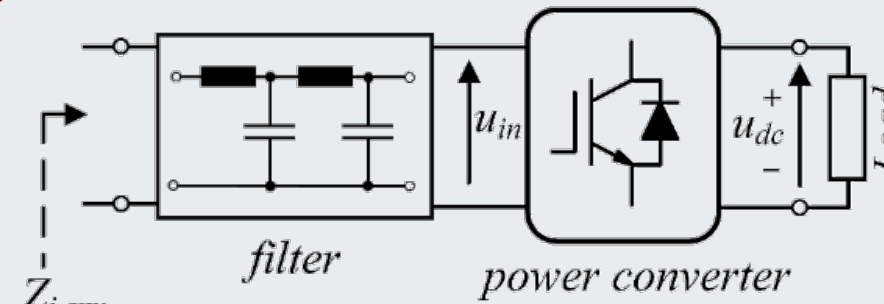 u_in
u_dc
+
−
filter
power converter